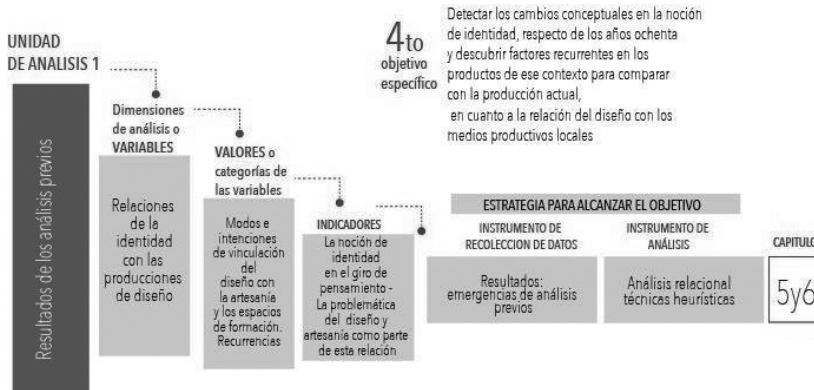 4to
objetivo
específico
Detectar los cambios conceptuales en la noción
de identidad, respecto de los años ochenta
y descubrir factores recurrentes en los
productos de ese contexto para comparar
con la producción actual,
en cuanto a la relación del diseño con los
medios productivos locales
UNIDAD
DE ANALISIS 1
Resultados de los análisis previos
Dimensiones
de análisis o
VARIABLES
Relaciones
de la
identidad
con las
producciones
de diseño
VALORES o
categorías de
las variables
Modos e
intenciones
de vinculación
del
diseño con
la artesanía
y los espacios
de formación.
Recurrencias
INDICADORES
La noción de
identidad
en el giro de
pensamiento -
La problemática
del diseño y
artesanía como parte
de esta relación
ESTRATEGIA PARA ALCANZAR EL OBJETIVO
INSTRUMENTO DE
RECOLECCION DE DATOS
Resultados:
emergencias de análisis
previos
INSTRUMENTO DE
ANÁLISIS
Análisis relacional
técnicas heurísticas
CAPITULO
5y6